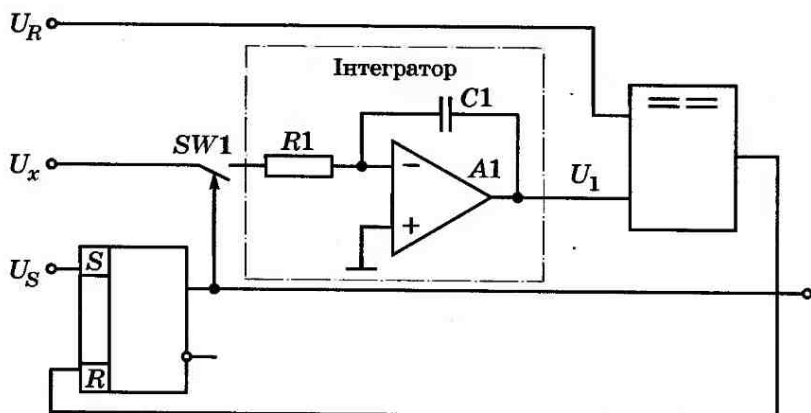 U_R
Інтегратор
C1
U_x
SW1
R1
−
A1
U_1
+
U_S
S
R